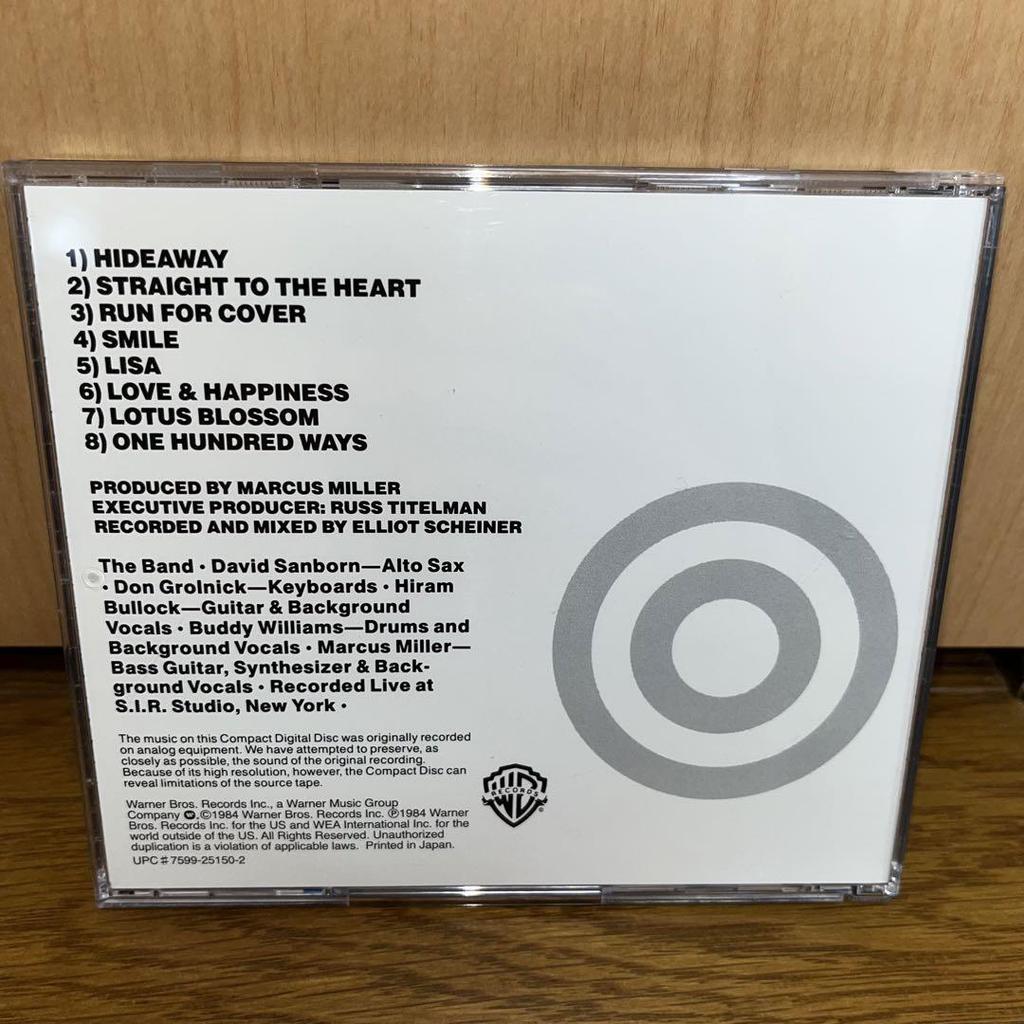 1) HIDEAWAY
2) STRAIGHT TO THE HEART
3) RUN FOR COVER
4) SMILE
5) LISA
6) LOVE & HAPPINESS
7) LOTUS BLOSSOM
8) ONE HUNDRED WAYS
PRODUCED BY MARCUS MILLER
EXECUTIVE PRODUCER: RUSS TITELMAN
RECORDED AND MIXED BY ELLIOT SCHEINER
The Band • David Sanborn—Alto Sax
• Don Grolnick—Keyboards • Hiram
Bullock—Guitar & Background
Vocals • Buddy Williams—Drums and
Background Vocals • Marcus Miller—
Bass Guitar, Synthesizer & Back-
ground Vocals • Recorded Live at
S.I.R. Studio, New York •
The music on this Compact Digital Disc was originally recorded
on analog equipment. We have attempted to preserve, as
closely as possible, the sound of the original recording.
Because of its high resolution, however, the Compact Disc can
reveal limitations of the source tape.
Warner Bros. Records Inc., a Warner Music Group
Company. ©1984 Warner Bros. Records Inc. ℗1984 Warner
Bros. Records Inc. for the US and WEA International Inc. for the
world outside of the US. All Rights Reserved. Unauthorized
duplication is a violation of applicable laws. Printed in Japan.
UPC # 7599-25150-2
WB
RECORDS